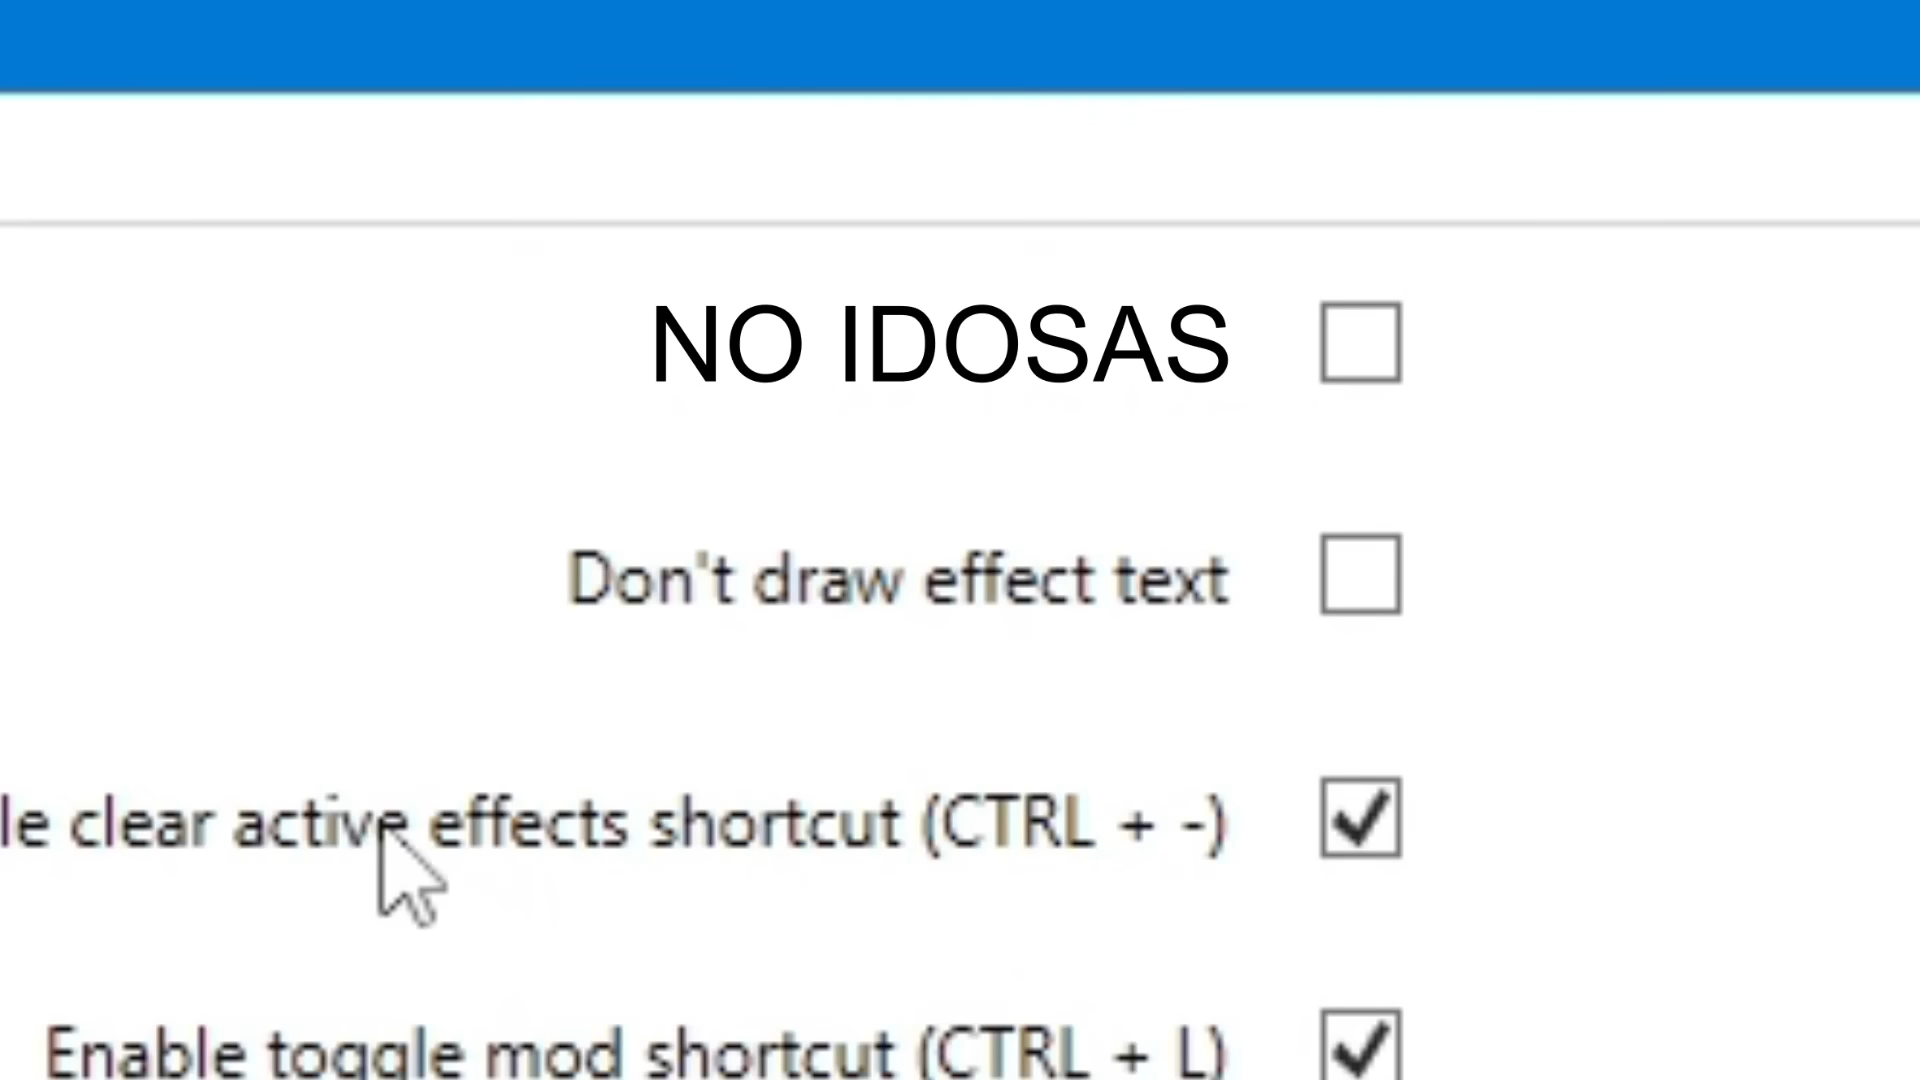 NO IDOSAS
Don't draw effect text
le clear active effects shortcut (CTRL + -)
Enable toggle mod shortcut (CTRL + L)